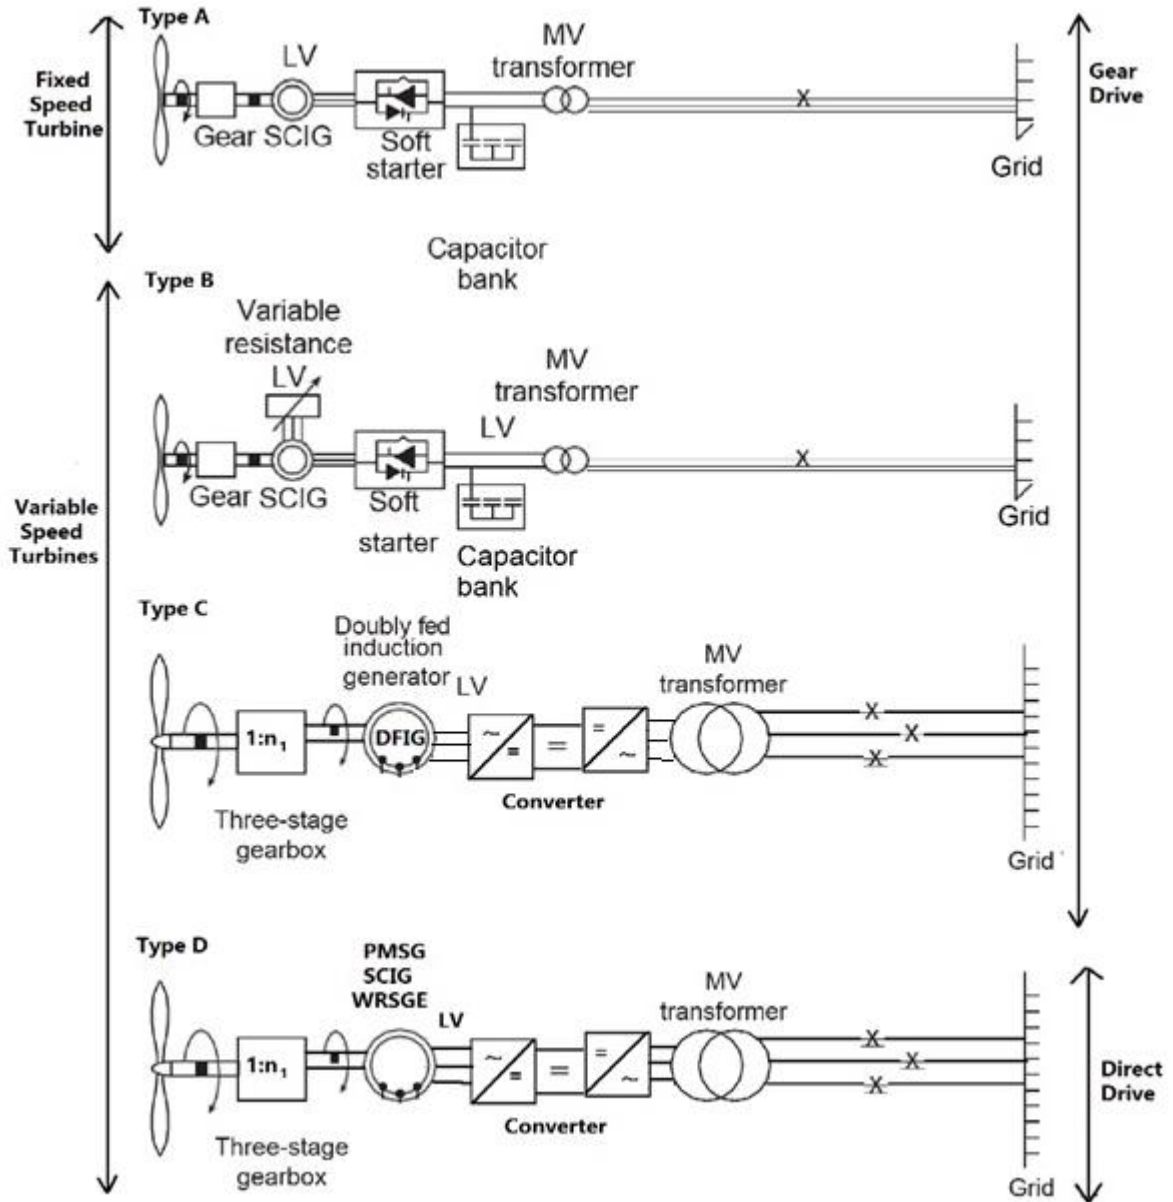 Type A
LV
MV
transformer
Fixed
Speed
Turbine
Gear
Drive
X
Gear SCIG
Soft
starter
Grid
Capacitor
bank
Type B
Variable
resistance
LV
MV
transformer
LV
X
Gear SCIG
Soft
starter
Capacitor
bank
Grid
Variable
Speed
Turbines
Type C
Doubly fed
induction
generator
LV
MV
transformer
1:n₁
DFIG
~
=
=
=
~
X
X
X
Converter
Three-stage
gearbox
Grid
Type D
PMSG
SCIG
WRSGE
LV
MV
transformer
1:n₁
~
=
=
=
~
X
X
X
Direct
Drive
Converter
Three-stage
gearbox
Grid